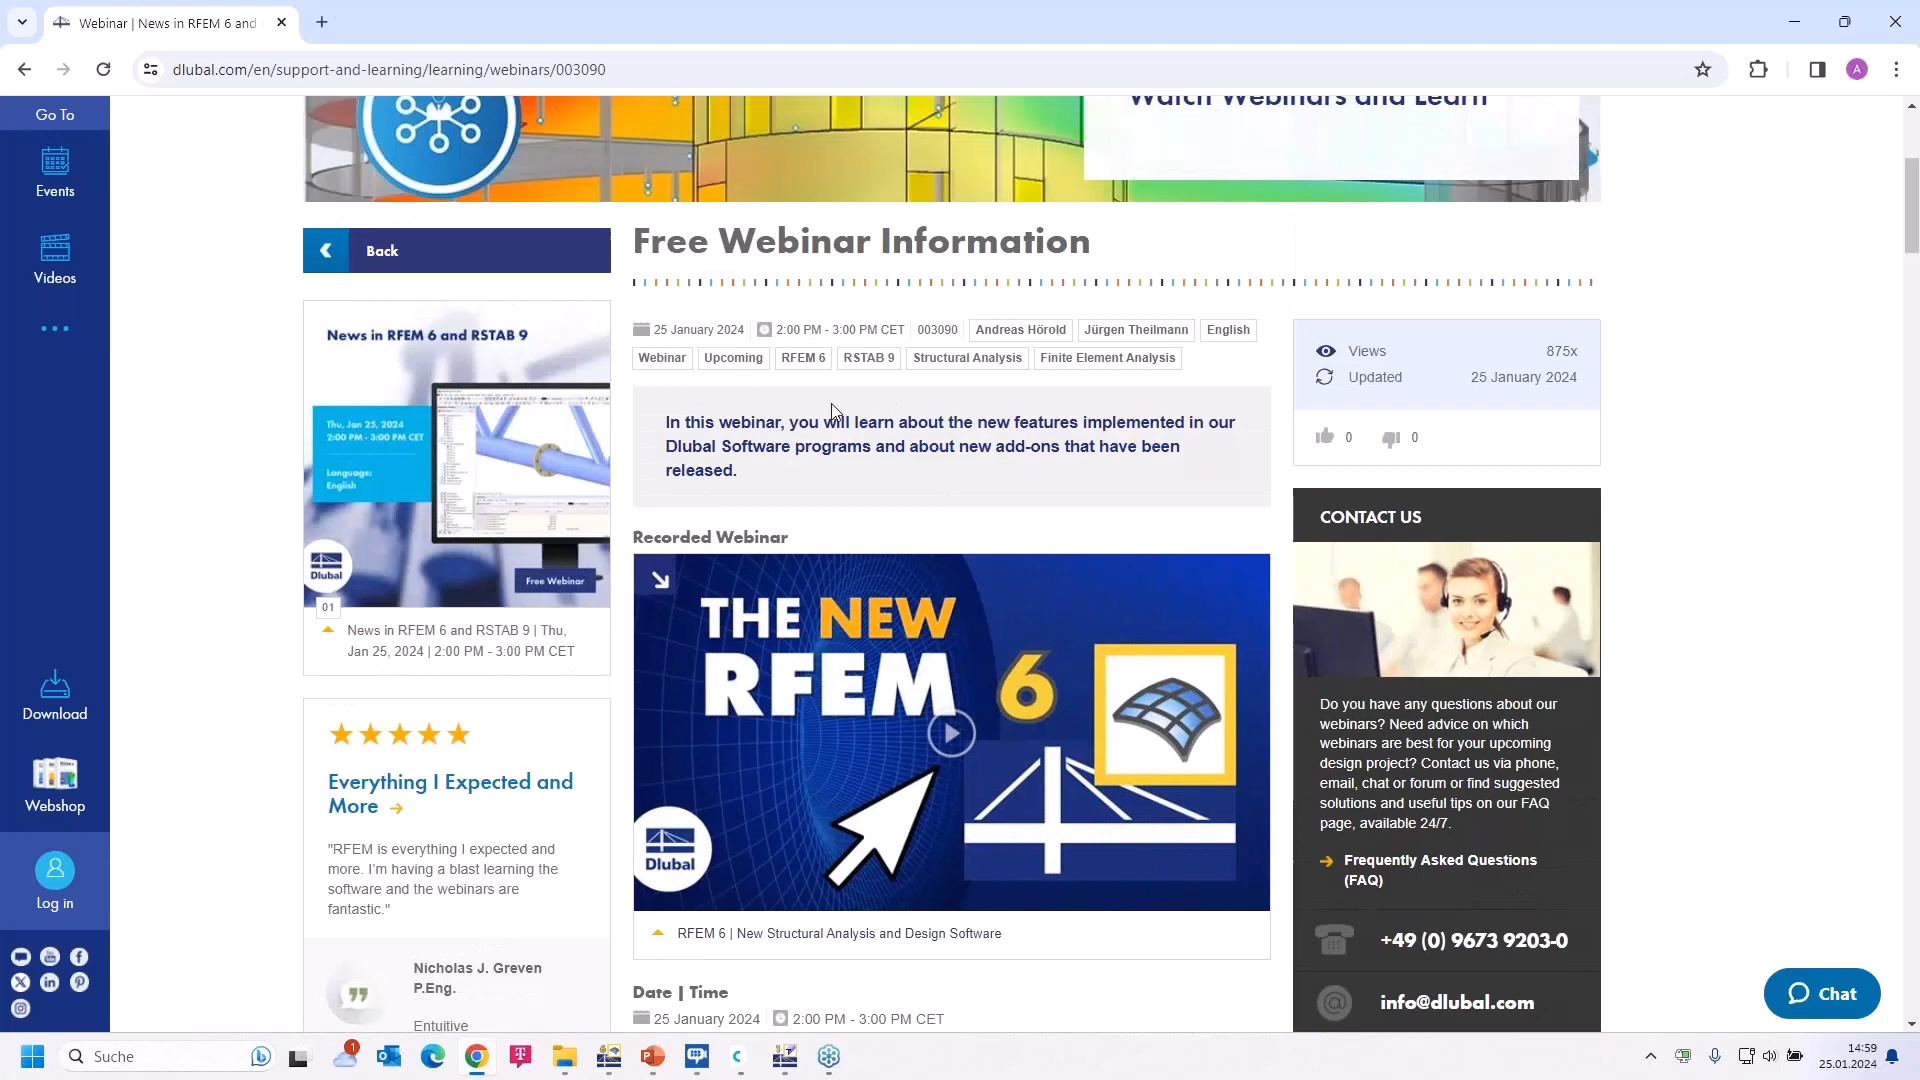 Webinar | News in RFEM 6 and
dlubal.com/en/support-and-learning/learning/webinars/003090
A
Go To
Events
Videos
Download
Webshop
Log in
Watch Webinars and Learn
Back
News in RFEM 6 and RSTAB 9
Thu, Jan 25, 2024
2:00 PM - 3:00 PM CET
Language:
English
Dlubal
Free Webinar
01
News in RFEM 6 and RSTAB 9 | Thu,
Jan 25, 2024 | 2:00 PM - 3:00 PM CET
Everything I Expected and
More
"RFEM is everything I expected and
more. I'm having a blast learning the
software and the webinars are
fantastic."
Nicholas J. Greven
P.Eng.
Entuitive
Free Webinar Information
25 January 2024 2:00 PM - 3:00 PM CET 003090 Andreas Hörold Jürgen Theilmann English
Webinar Upcoming RFEM 6 RSTAB 9 Structural Analysis Finite Element Analysis
In this webinar, you will learn about the new features implemented in our
Dlubal Software programs and about new add-ons that have been
released.
Recorded Webinar
THE NEW
RFEM 6
Dlubal
RFEM 6 | New Structural Analysis and Design Software
Date | Time
25 January 2024 2:00 PM - 3:00 PM CET
Views 875x
Updated 25 January 2024
0 0
CONTACT US
Do you have any questions about our
webinars? Need advice on which
webinars are best for your upcoming
design project? Contact us via phone,
email, chat or forum or find suggested
solutions and useful tips on our FAQ
page, available 24/7.
Frequently Asked Questions
(FAQ)
+49 (0) 9673 9203-0
info@dlubal.com
Chat
Suche
1
14:59
25.01.2024